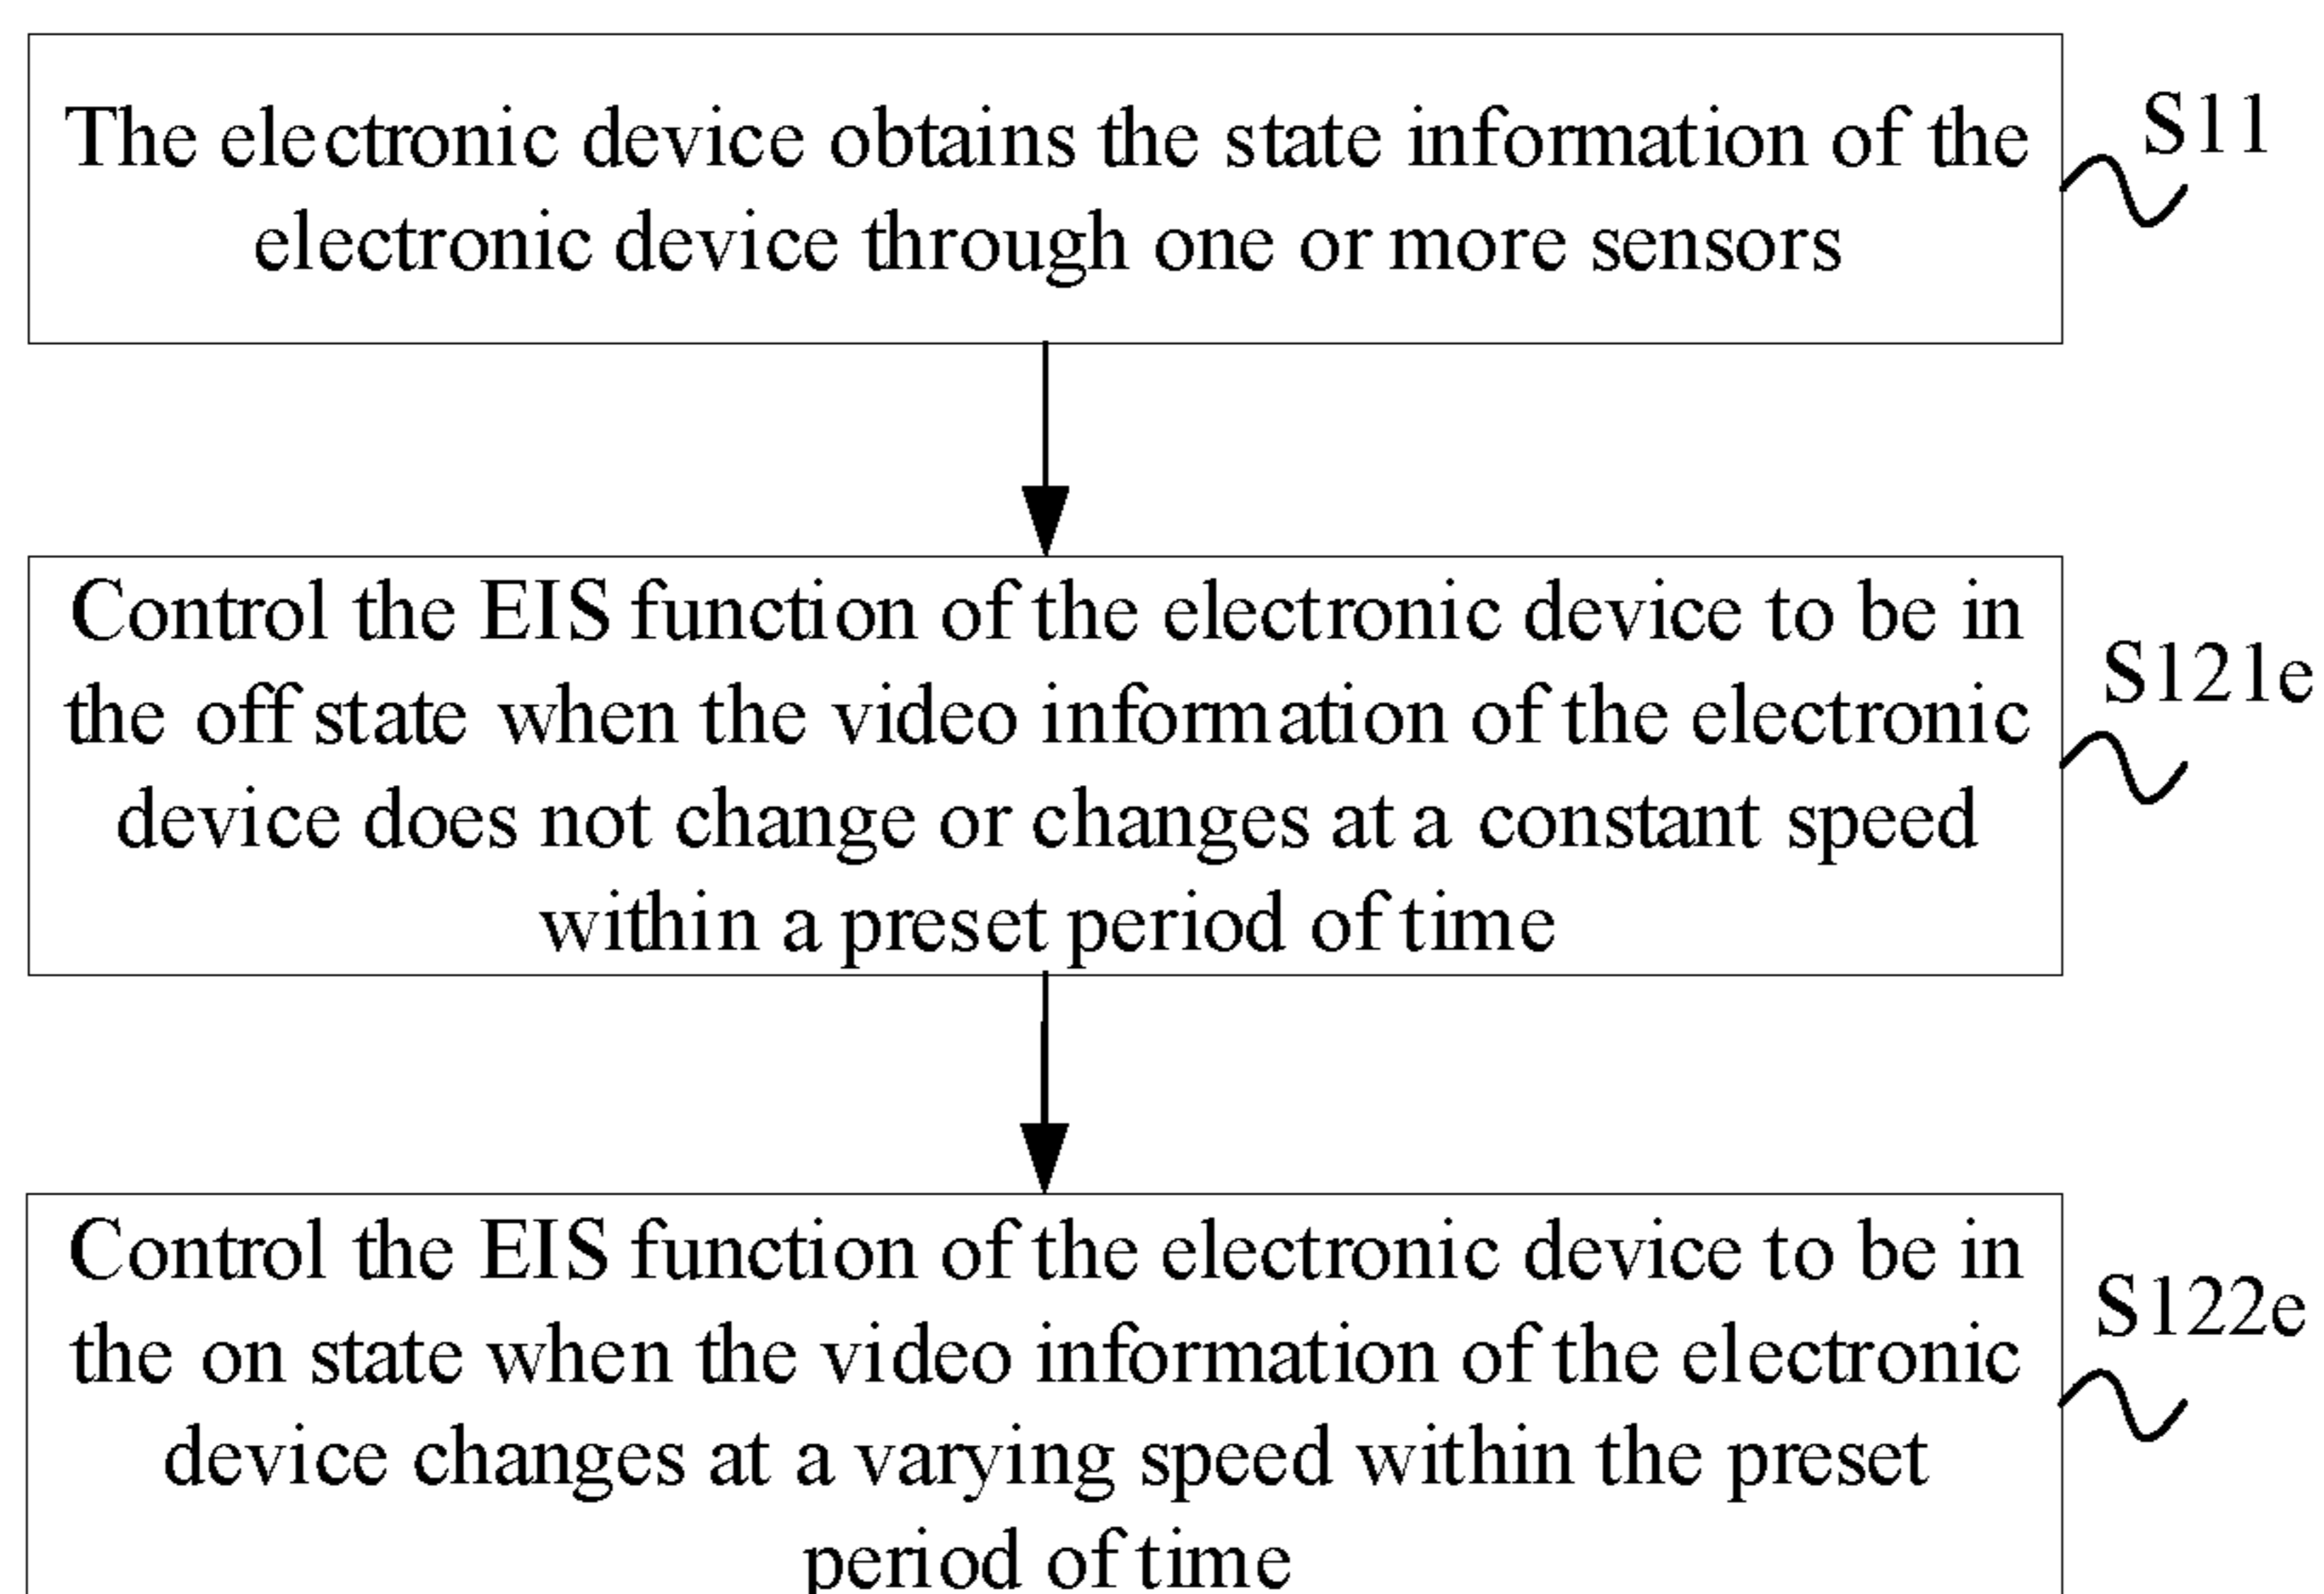 The electronic device obtains the state information of the
electronic device through one or more sensors
S11
Control the EIS function of the electronic device to be in
the off state when the video information of the electronic
device does not change or changes at a constant speed
within a preset period of time
S121e
Control the EIS function of the electronic device to be in
the on state when the video information of the electronic
device changes at a varying speed within the preset
period of time
S122e